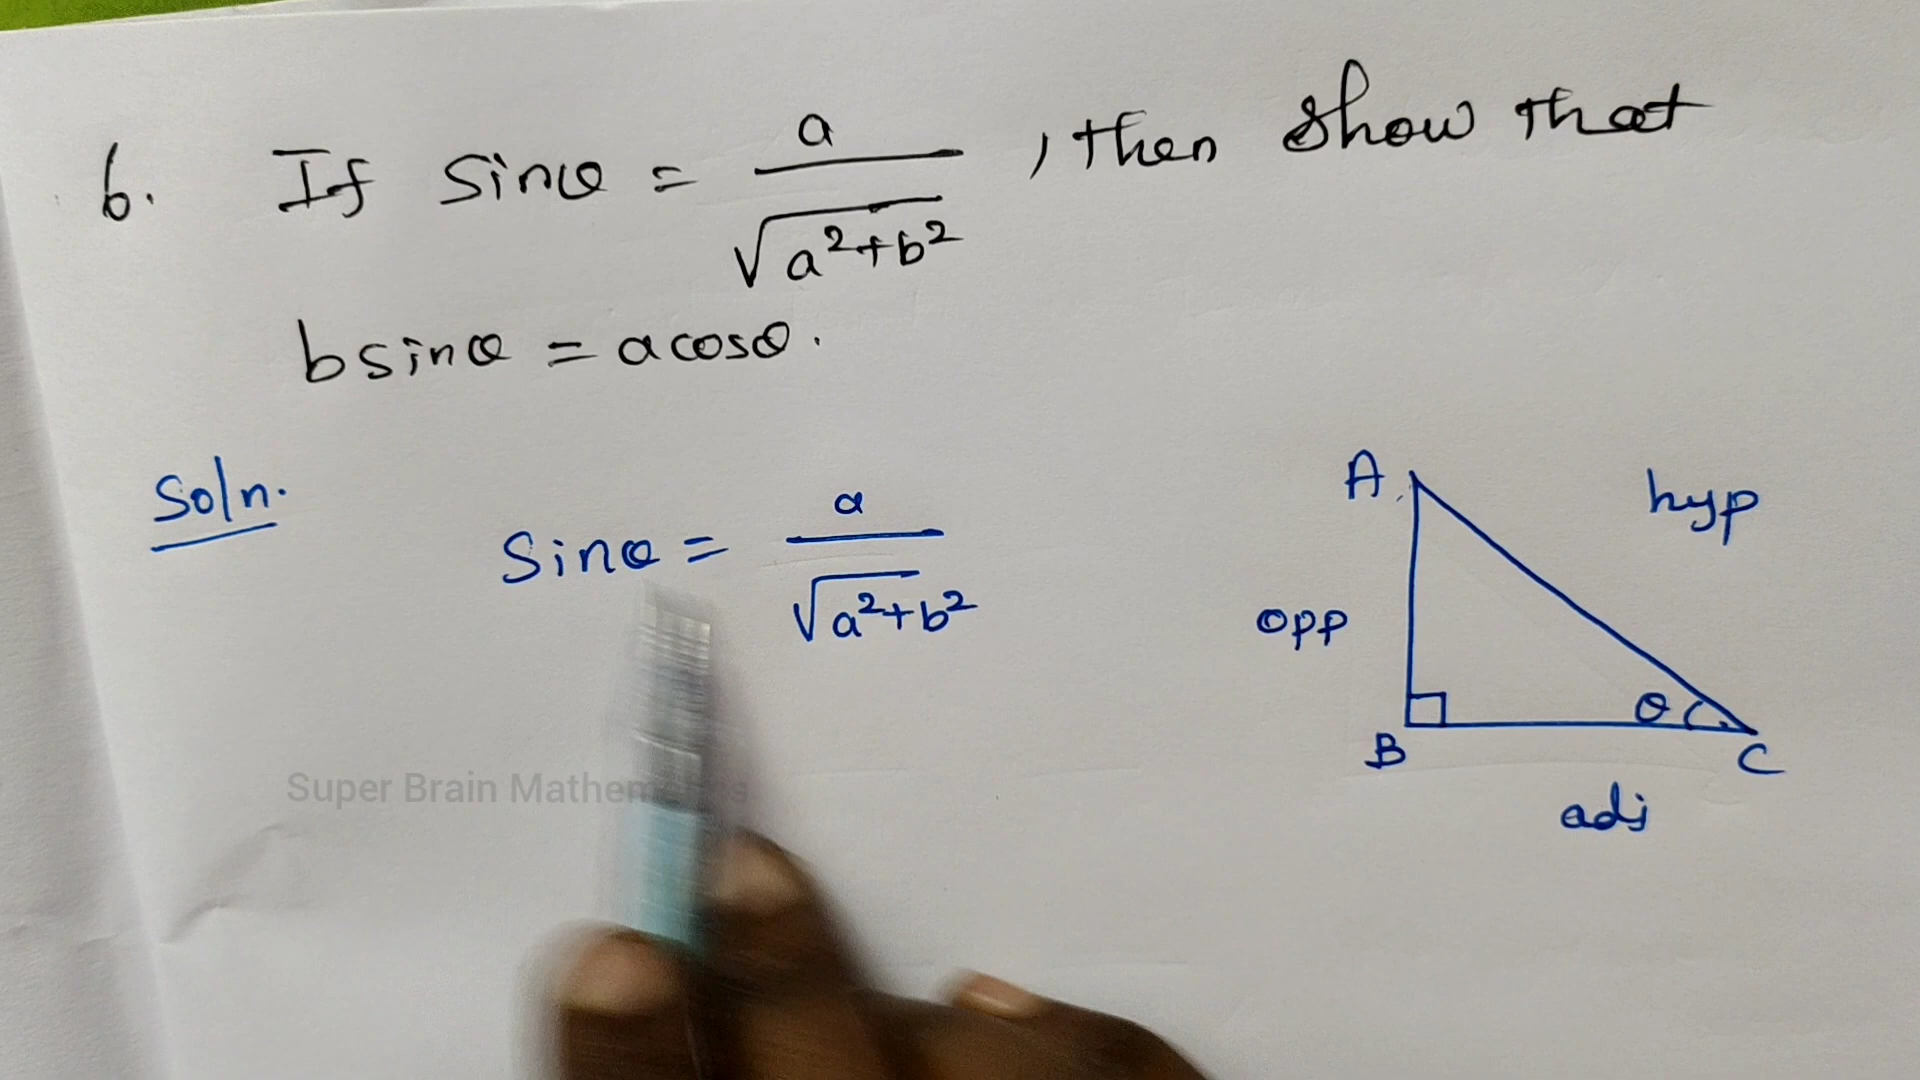 6. If sinθ = a/√a²+b² , then show that
bsinθ = acosθ.
Soln.
sinθ = a/√a²+b²
A
hyp
opp
θ
B
C
adj
Super Brain Mathematics